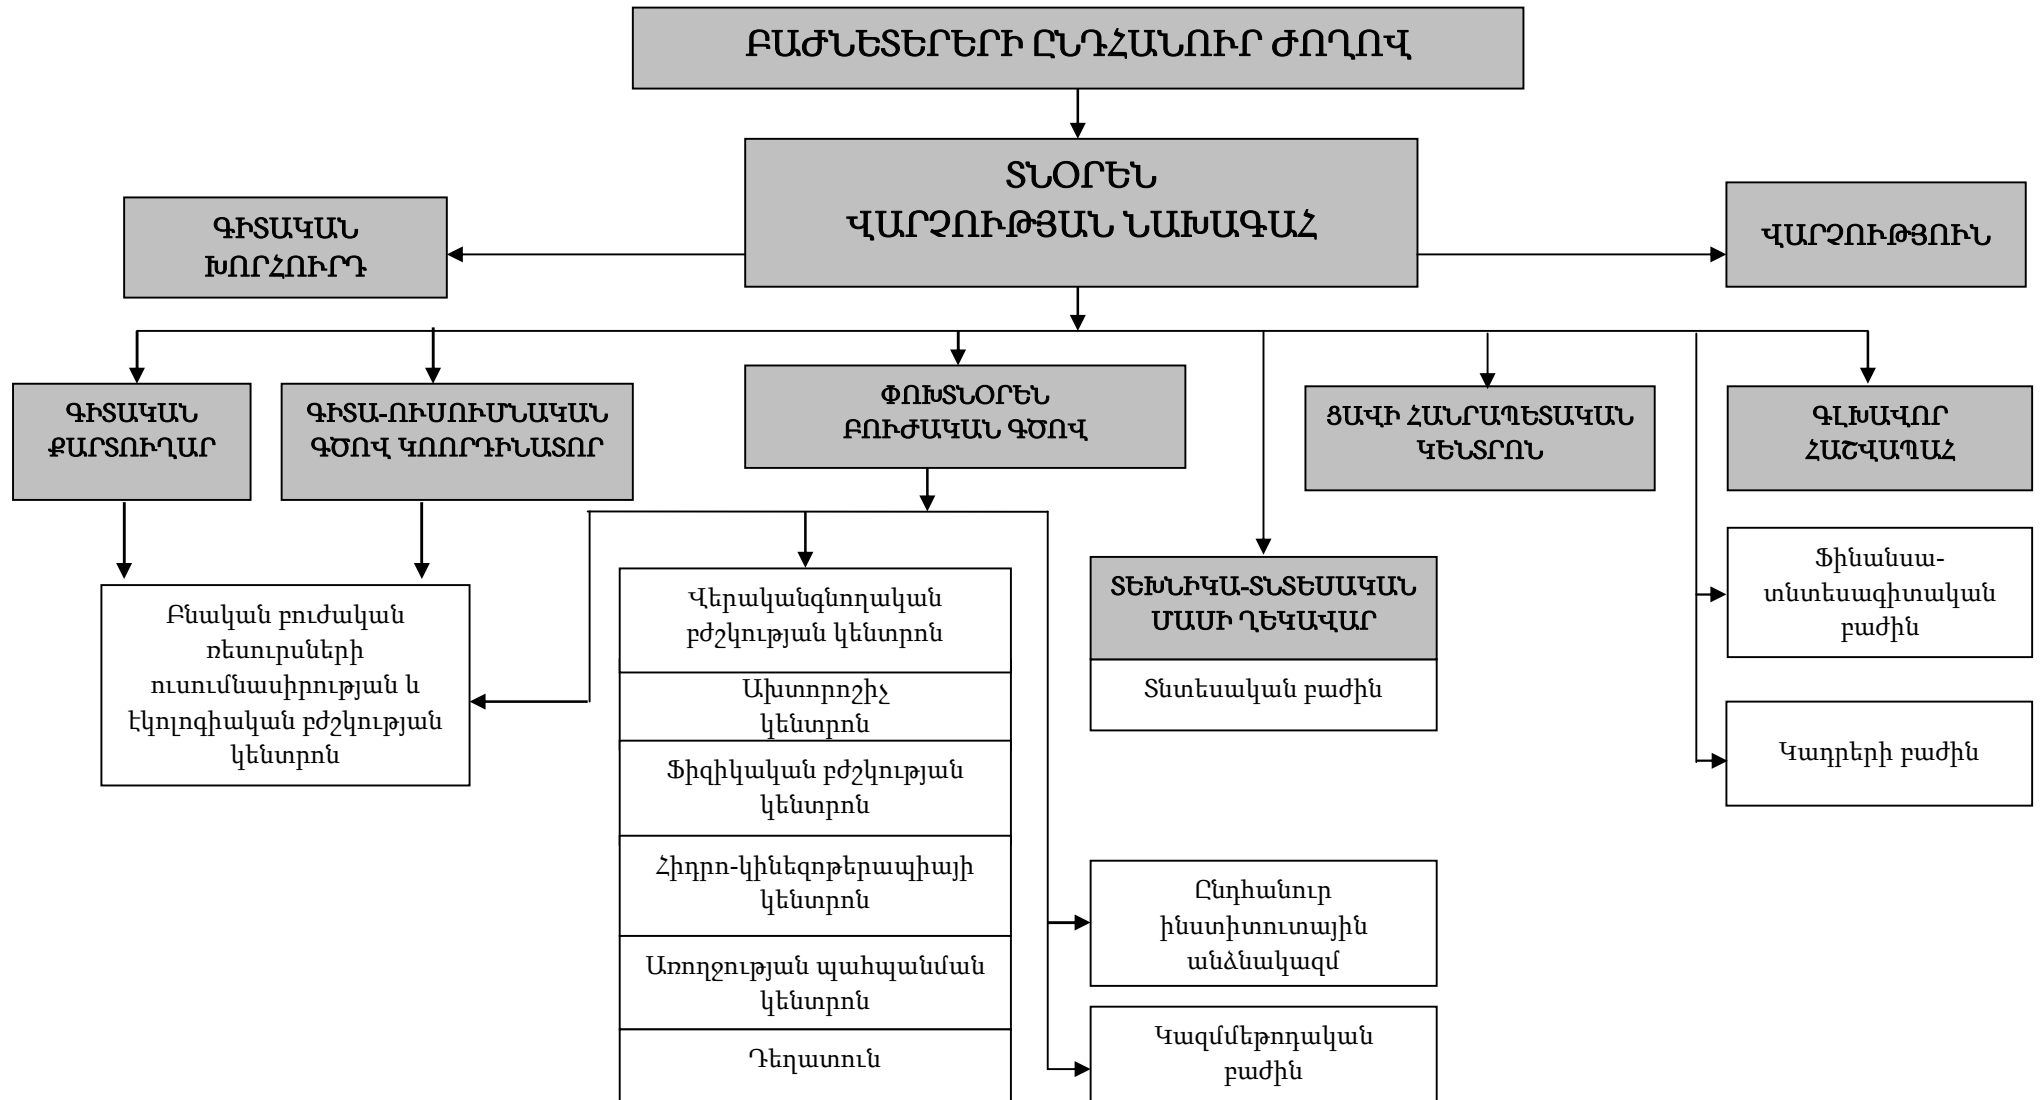 ԲԱԺՆԵՏԵՐԵՐԻ ԸՆԴՀԱՆՈՒՐ ԺՈՂՈՎ
ՏՆՕՐԵՆ
ՎԱՐՉՈՒԹՅԱՆ ՆԱԽԱԳԱՀ
ԳԻՏԱԿԱՆ
ԽՈՐՀՈՒՐԴ
ՎԱՐՉՈՒԹՅՈՒՆ
ԳԻՏԱԿԱՆ
ՔԱՐՏՈՒՂԱՐ
ԳԻՏԱ-ՈՒՍՈՒՄՆԱԿԱՆ
ԳԾՈՎ ԿՈՈՐԴԻՆԱՏՈՐ
ՓՈԽՏՆՕՐԵՆ
ԲՈՒԺԱԿԱՆ ԳԾՈՎ
ՑԱՎԻ ՀԱՆՐԱՊԵՏԱԿԱՆ
ԿԵՆՏՐՈՆ
ԳԼԽԱՎՈՐ
ՀԱՇՎԱՊԱՀ
Բնական բուժական
ռեսուրսների
ուսումնասիրության և
էկոլոգիական բժշկության
կենտրոն
Վերականգնողական
բժշկության կենտրոն
Ախտորոշիչ
կենտրոն
Ֆիզիկական բժշկության
կենտրոն
Հիդրո-կինեզոթերապիայի
կենտրոն
Առողջության պահպանման
կենտրոն
Դեղատուն
ՏԵԽՆԻԿԱ-ՏՆՏԵՍԱԿԱՆ
ՄԱՍԻ ՂԵԿԱՎԱՐ
Տնտեսական բաժին
Ընդհանուր
ինստիտուտային
անձնակազմ
Կազմմեթոդական
բաժին
Ֆինանսա-
տնտեսագիտական
բաժին
Կադրերի բաժին